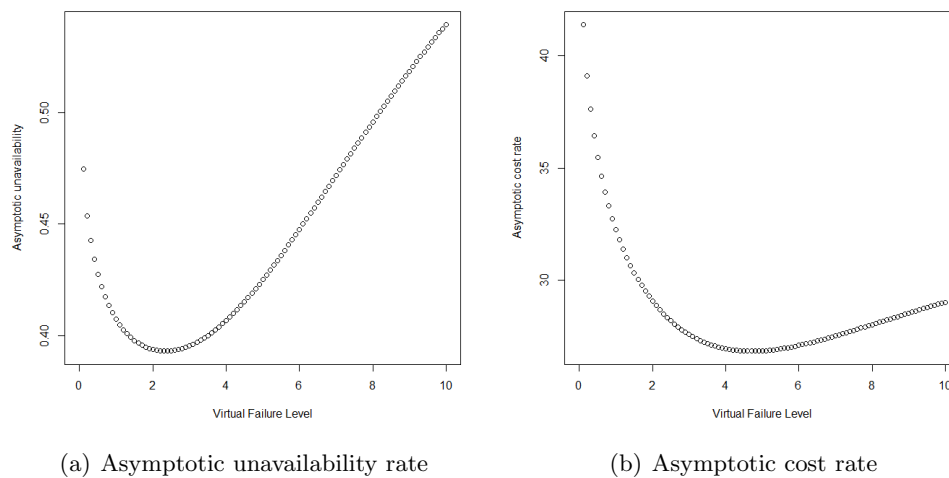 0.50
0.45
0.40
Asymptotic unavailability
0 2 4 6 8 10
Virtual Failure Level
(a) Asymptotic unavailability rate
40
35
30
Asymptotic cost rate
0 2 4 6 8 10
Virtual Failure Level
(b) Asymptotic cost rate